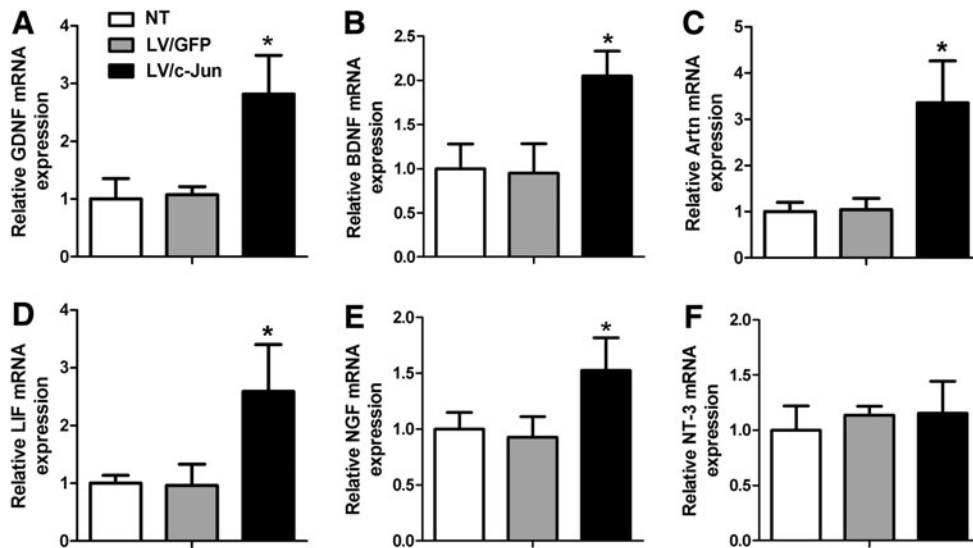 A
Relative GDNF mRNA
expression
4
3
2
1
0
NT
LV/GFP
LV/c-Jun
*
B
Relative BDNF mRNA
expression
2.5
2.0
1.5
1.0
0.5
0.0
*
C
Relative Artn mRNA
expression
5
4
3
2
1
0
*
D
Relative LIF mRNA
expression
4
3
2
1
0
*
E
Relative NGF mRNA
expression
2.0
1.5
1.0
0.5
0.0
*
F
Relative NT-3 mRNA
expression
2.0
1.5
1.0
0.5
0.0